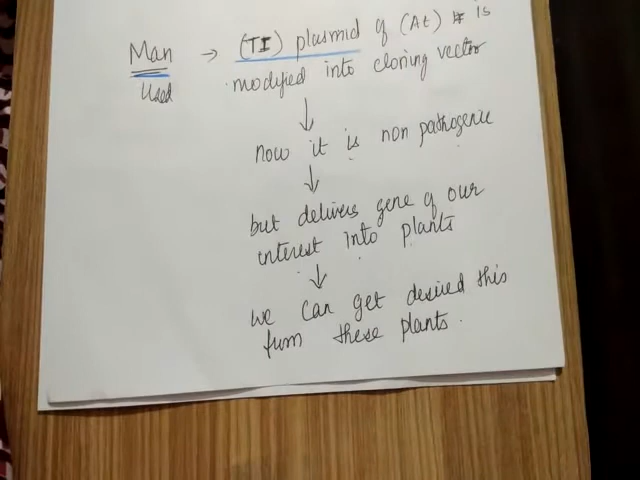 Man → (TI) plasmid of (At) is
Used modified into cloning vector
↓
now it is non pathogenic
↓
but delivers gene of our
interest into plants
↓
we can get desired this
from these plants.